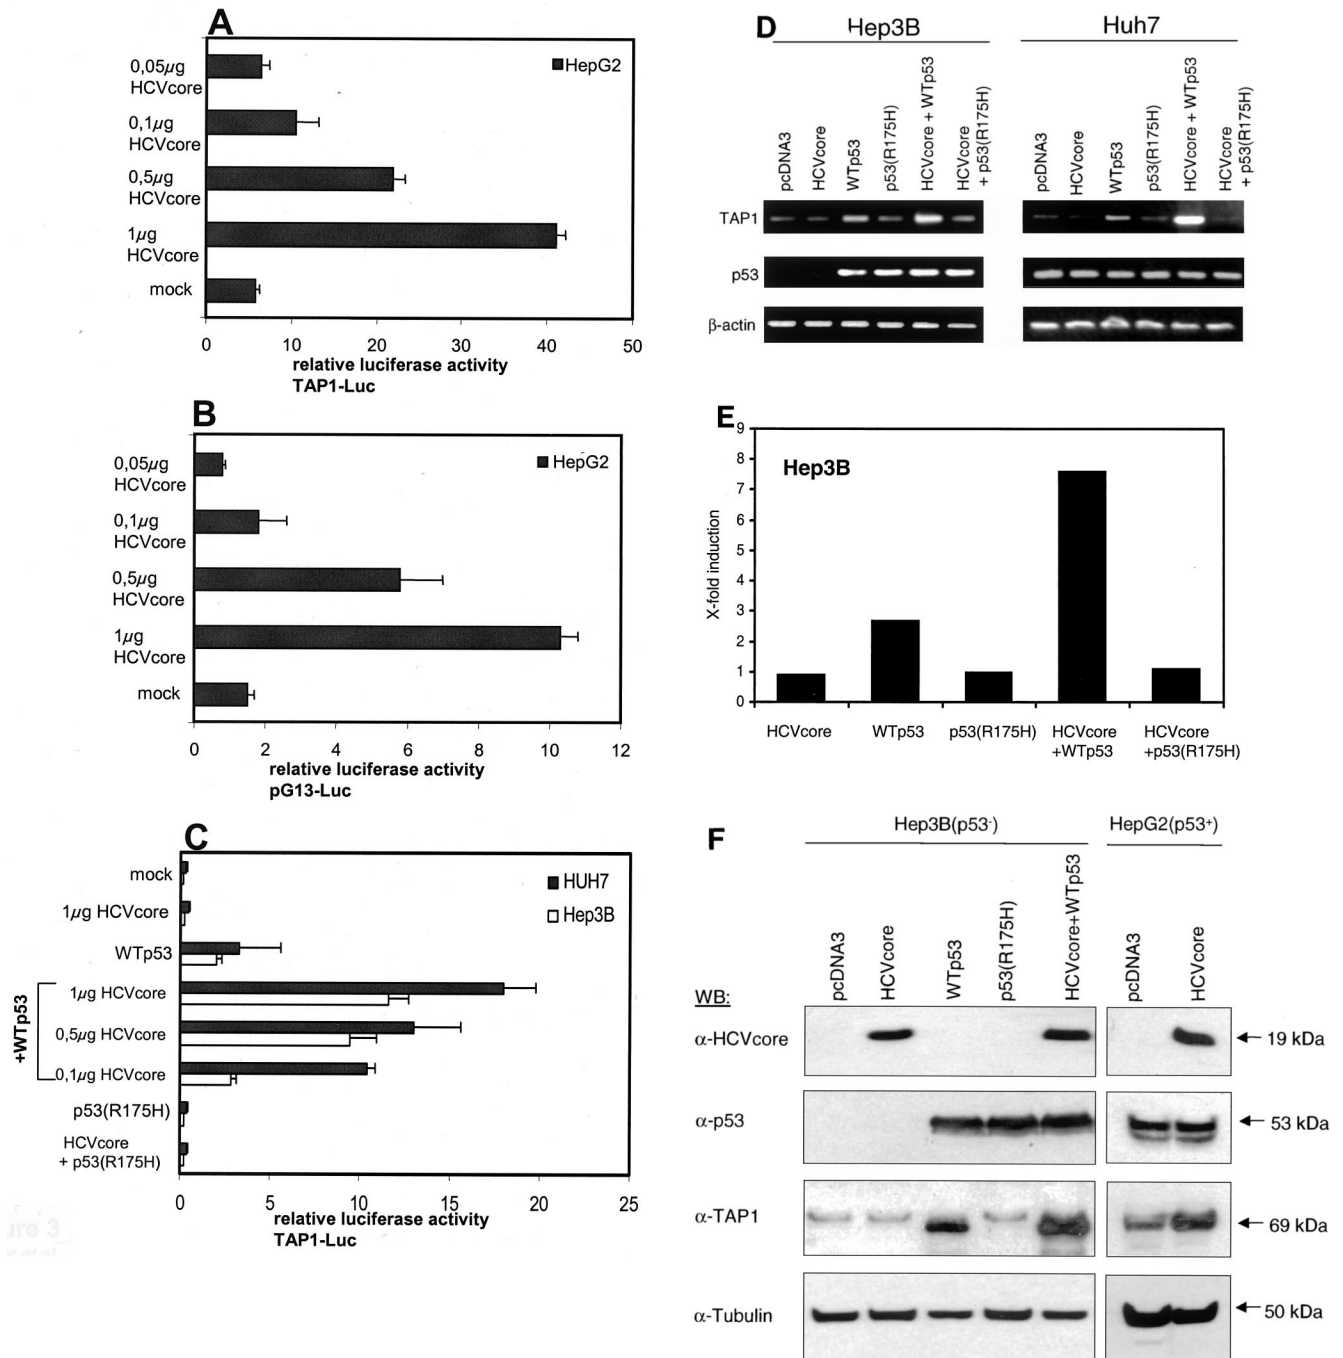 A
0,05µg
HCVcore
0,1µg
HCVcore
0,5µg
HCVcore
1µg
HCVcore
mock
HepG2
0 10 20 30 40 50
relative luciferase activity
TAP1-Luc
B
0,05µg
HCVcore
0,1µg
HCVcore
0,5µg
HCVcore
1µg
HCVcore
mock
HepG2
0 2 4 6 8 10 12
relative luciferase activity
pG13-Luc
C
mock
1µg HCVcore
WTp53
+WTp53
1µg HCVcore
0,5µg HCVcore
0,1µg HCVcore
p53(R175H)
HCVcore
+ p53(R175H)
HUH7
Hep3B
0 5 10 15 20 25
relative luciferase activity
TAP1-Luc
ure 3
D
Hep3B
Huh7
pcDNA3
HCVcore
WTp53
p53(R175H)
HCVcore + WTp53
HCVcore
+ p53(R175H)
pcDNA3
HCVcore
WTp53
p53(R175H)
HCVcore + WTp53
HCVcore
+ p53(R175H)
TAP1
p53
β-actin
E
Hep3B
X-fold induction
9
8
7
6
5
4
3
2
1
0
HCVcore
WTp53
p53(R175H)
HCVcore
+WTp53
HCVcore
+p53(R175H)
F
Hep3B(p53-)
HepG2(p53+)
pcDNA3
HCVcore
WTp53
p53(R175H)
HCVcore+WTp53
pcDNA3
HCVcore
WB:
α-HCVcore
19 kDa
α-p53
53 kDa
α-TAP1
69 kDa
α-Tubulin
50 kDa